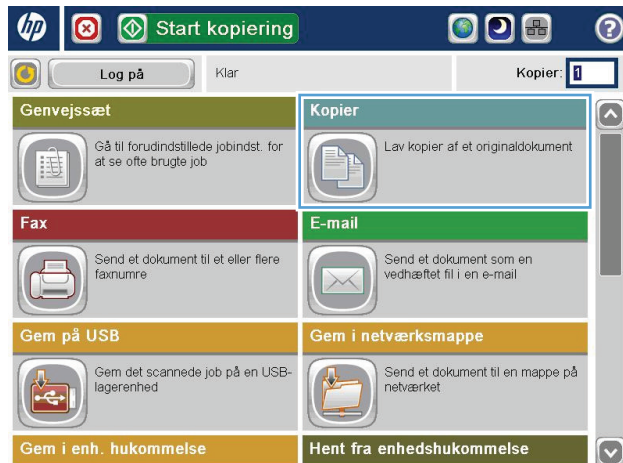 hp
Start kopiering
?
Log på
Klar
Kopier: 1
Genvejssæt
Gå til forudindstillede jobindst. for
at se ofte brugte job
Kopier
Lav kopier af et originaldokument
Fax
Send et dokument til et eller flere
faxnumre
E-mail
Send et dokument som en
vedhæftet fil i en e-mail
Gem på USB
Gem det scannede job på en USB-
lagerenhed
Gem i netværksmappe
Send et dokument til en mappe på
netværket
Gem i enh. hukommelse
Hent fra enhedshukommelse